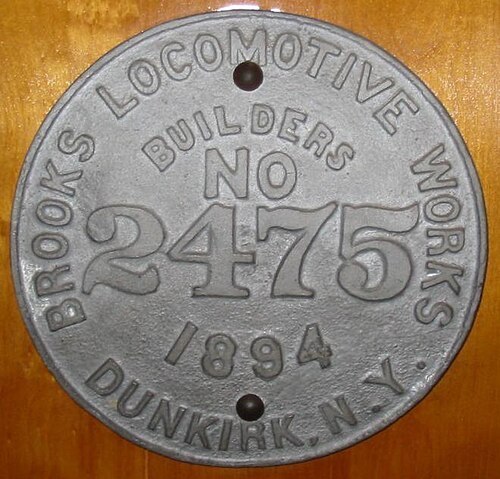 BROOKS LOCOMOTIVE WORKS
BUILDERS
NO
2475
1894
DUNKIRK, N.Y.